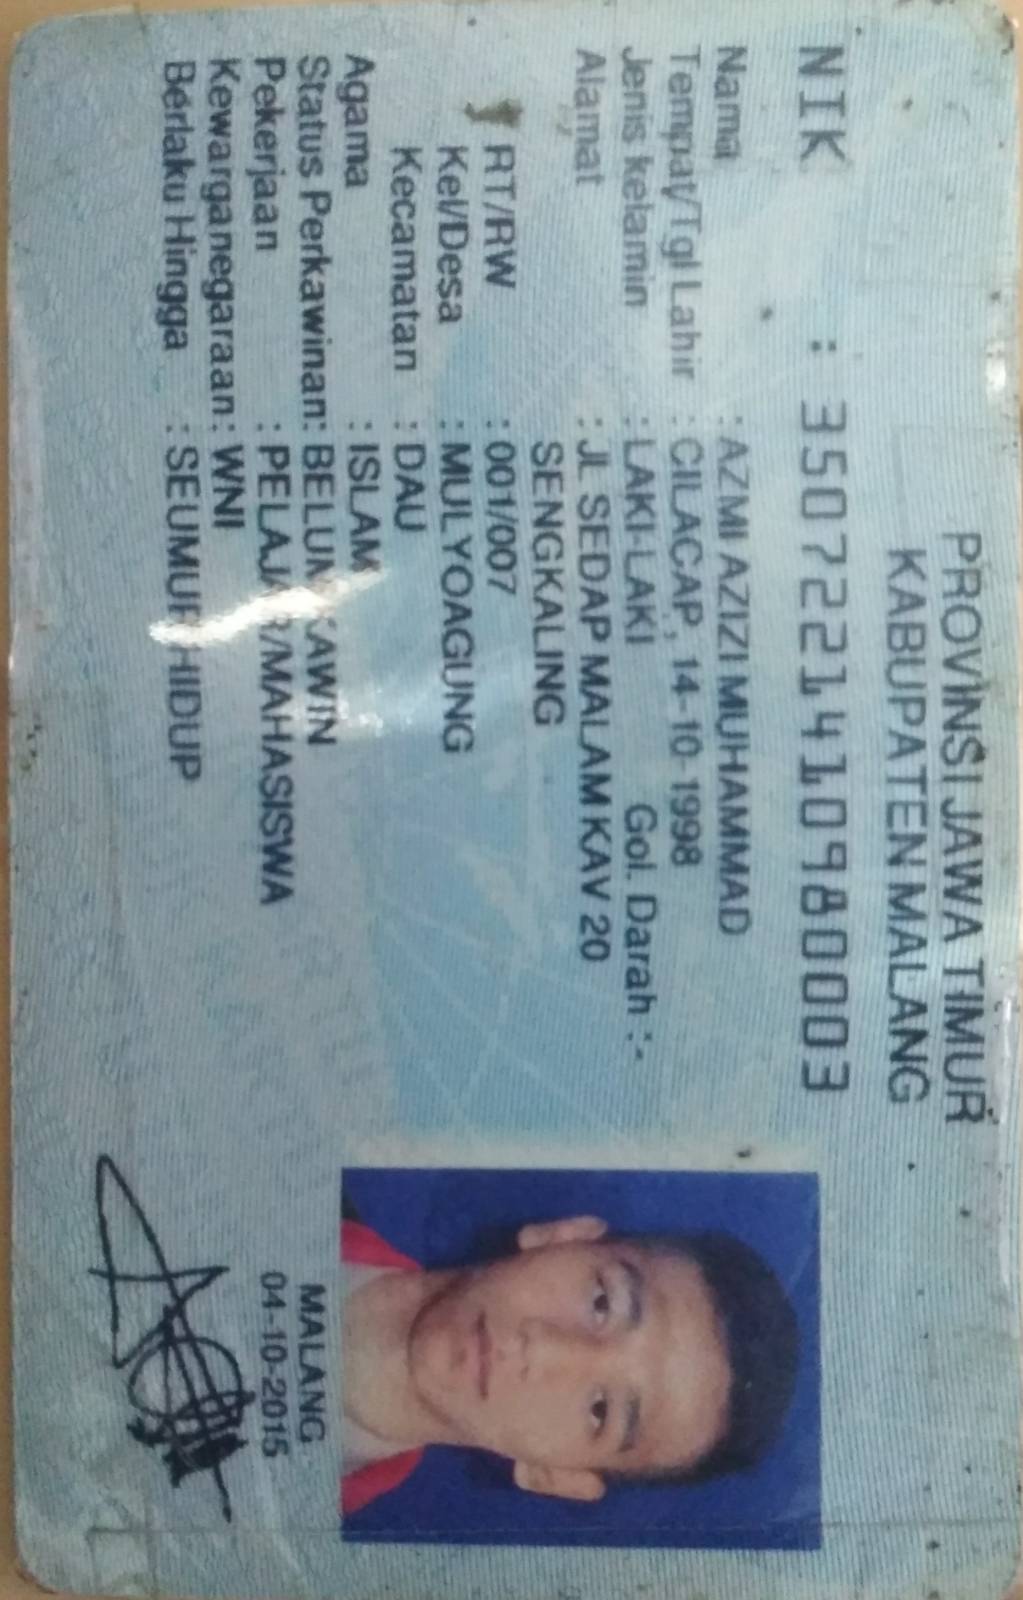 PROVINSI JAWA TIMUR
KABUPATEN MALANG
NIK : 3507221410980003
Nama : AZMI AZIZI MUHAMMAD
Tempat/Tgl Lahir : CILACAP, 14-10-1998
Jenis kelamin : LAKI-LAKI Gol. Darah : -
Alamat : JL SEDAP MALAM KAV 20
SENGKALING
RT/RW : 001/007
Kel/Desa : MULYOAGUNG
Kecamatan : DAU
Agama : ISLAM
Status Perkawinan: BELUM KAWIN
Pekerjaan : PELAJAR/MAHASISWA
Kewarganegaraan: WNI
Berlaku Hingga : SEUMUR HIDUP
MALANG
04-10-2015